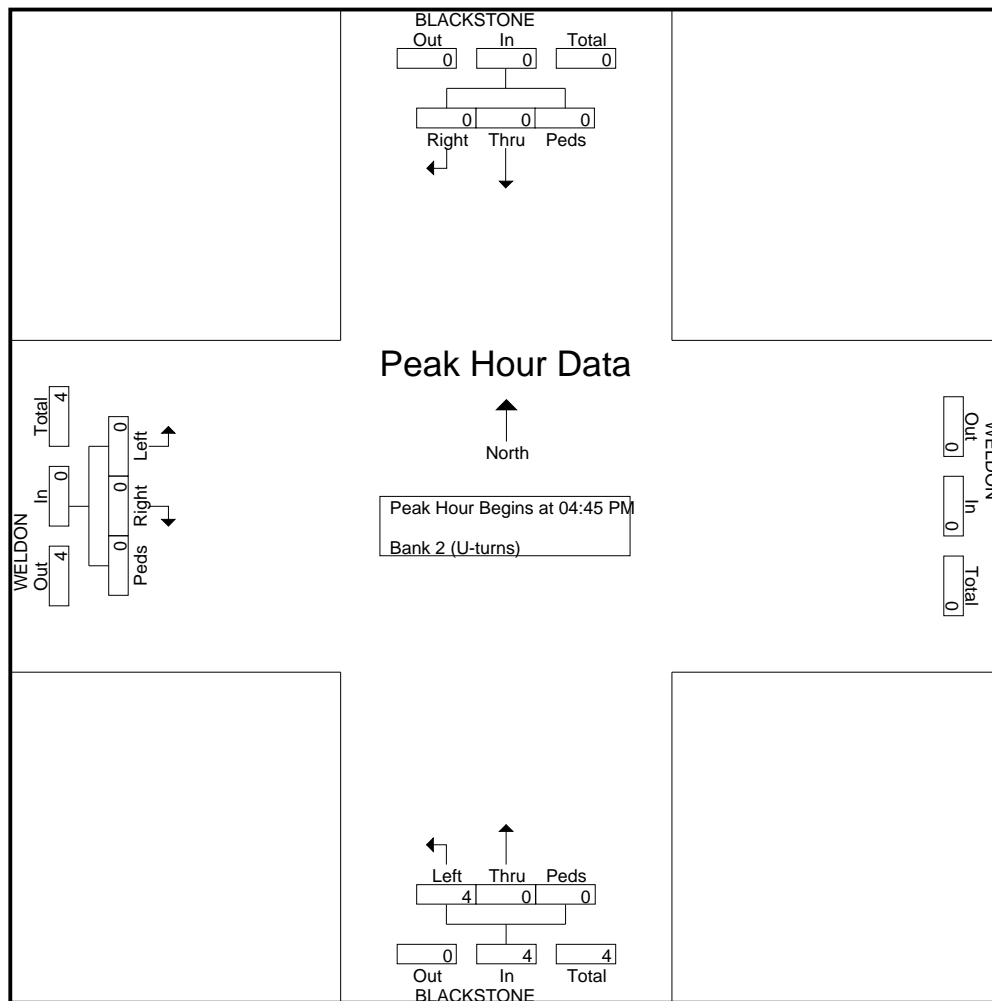 BLACKSTONE
Out In Total
0 0 0
0 0 0
Right Thru Peds
Peak Hour Data
North
Peak Hour Begins at 04:45 PM
Bank 2 (U-turns)
WELDON
Total In Out
4 0 4
0 0 0
Left Right Peds
WELDON
Out In Total
0 0 0
Left Thru Peds
4 0 0
0 4 4
Out In Total
BLACKSTONE